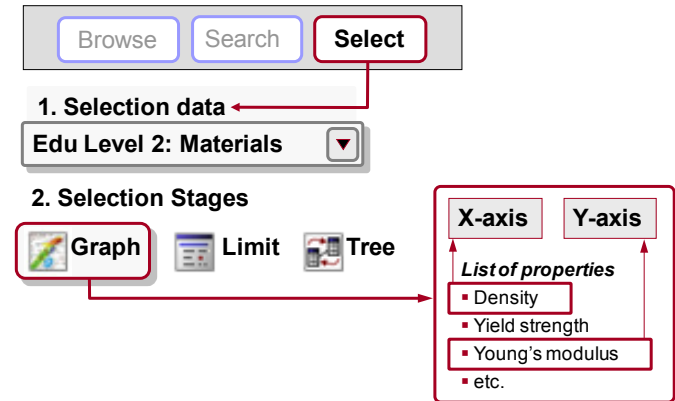 Browse Search Select
1. Selection data
Edu Level 2: Materials
2. Selection Stages
Graph Limit Tree
X-axis Y-axis
List of properties
▪ Density
▪ Yield strength
▪ Young's modulus
▪ etc.